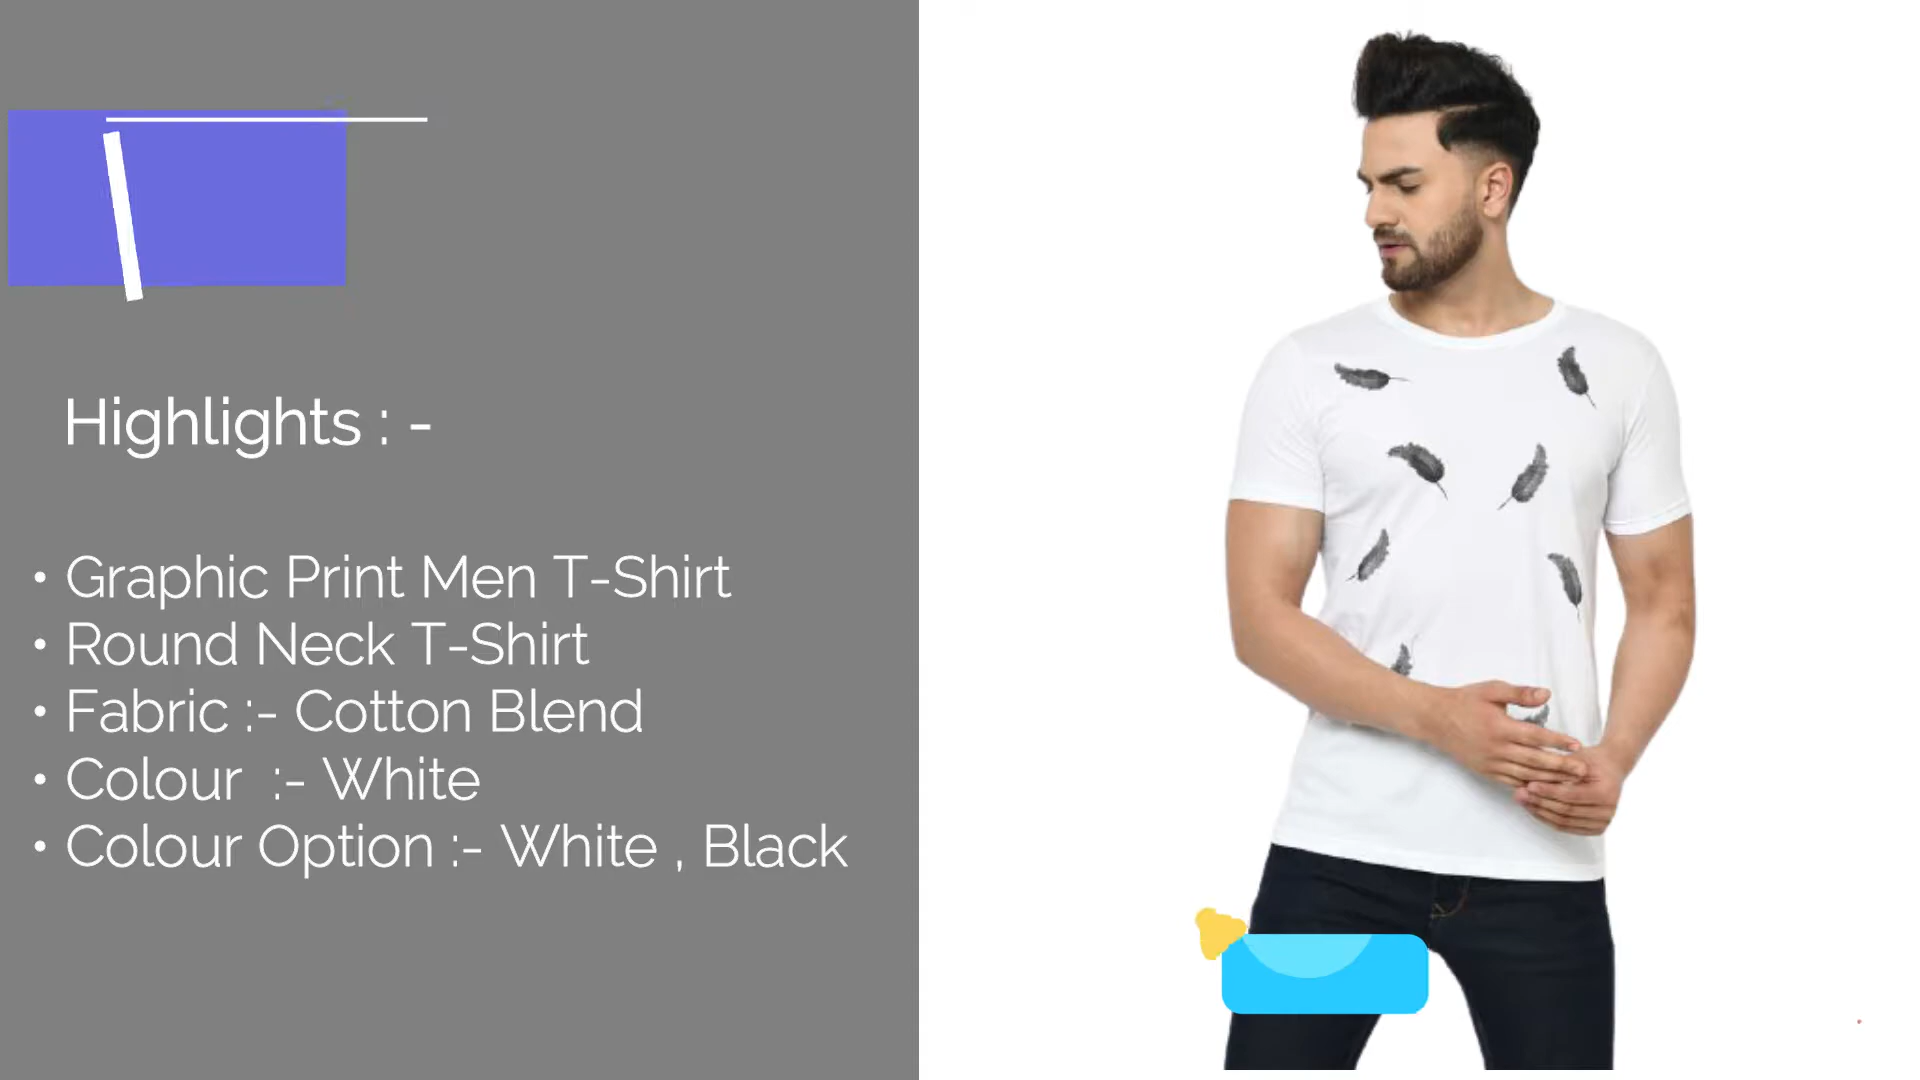 Highlights : -
• Graphic Print Men T-Shirt
• Round Neck T-Shirt
• Fabric :- Cotton Blend
• Colour  :- White
• Colour Option :- White , Black